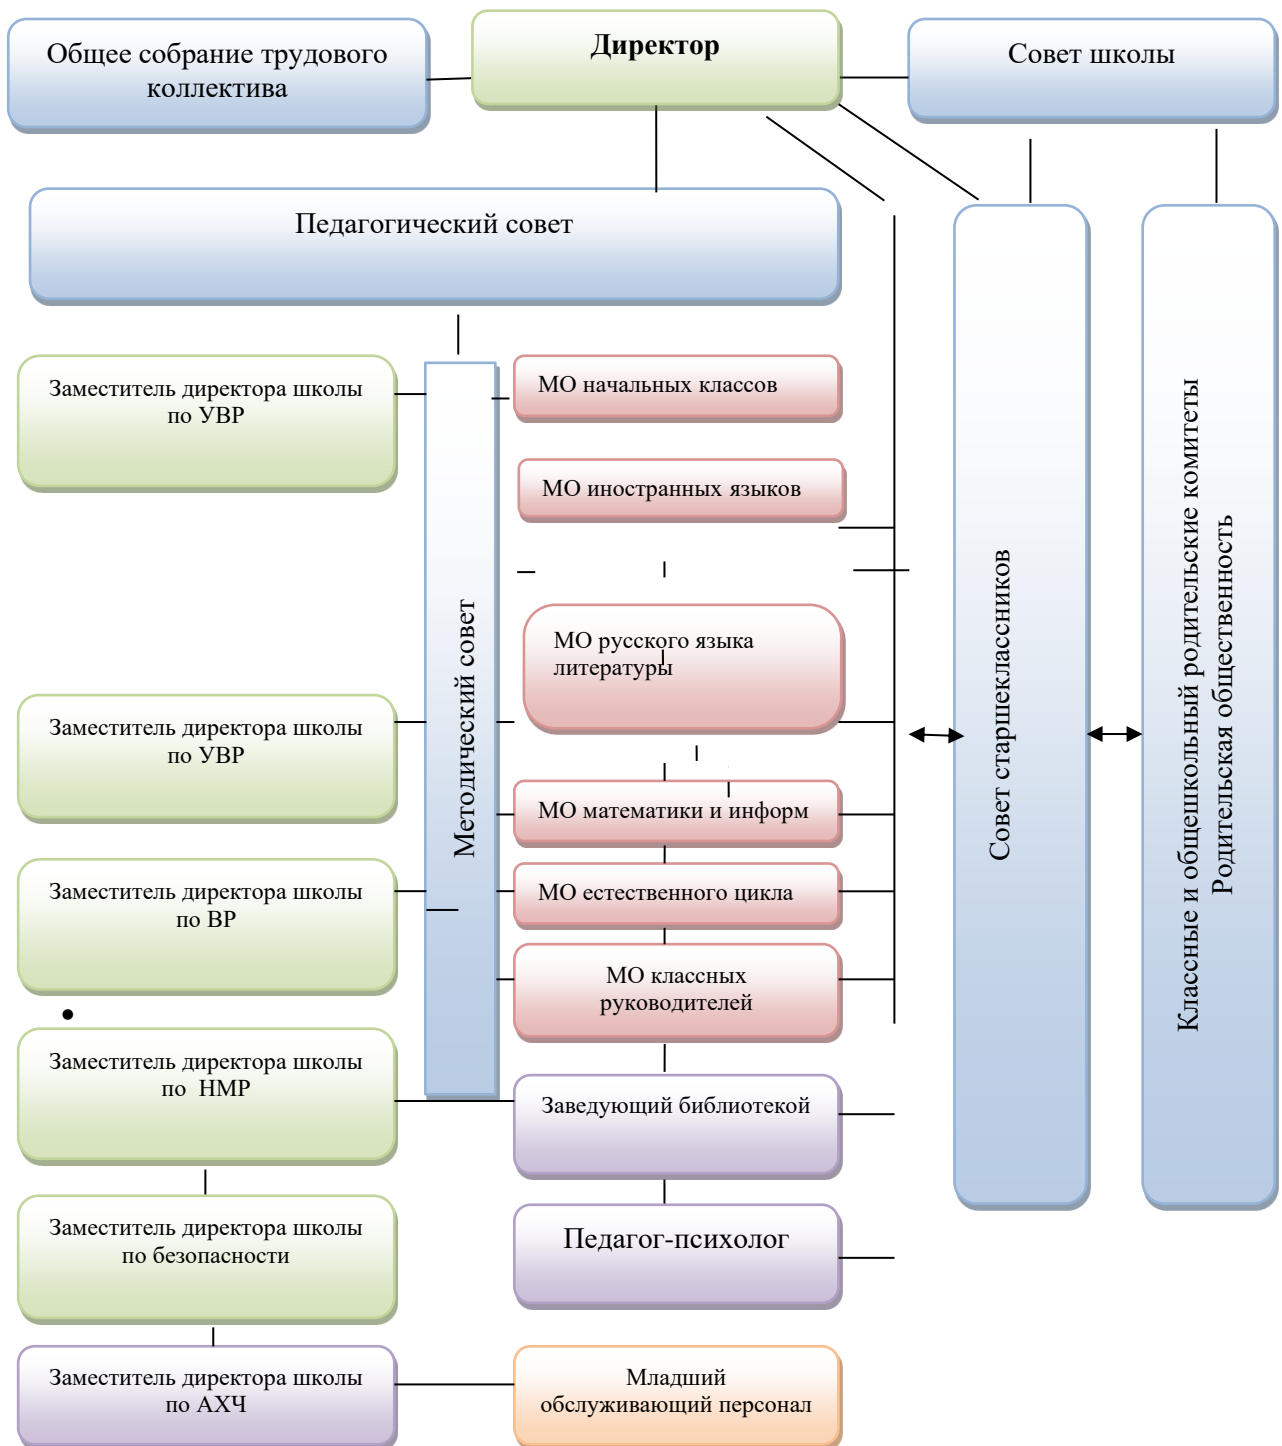 Общее собрание трудового
коллектива
Директор
Совет школы
Педагогический совет
Заместитель директора школы
по УВР
МО начальных классов
МО иностранных языков
МО русского языка
литературы
Методический совет
Заместитель директора школы
по УВР
МО математики и информ
Заместитель директора школы
по ВР
МО естественного цикла
МО классных
руководителей
Совет старшеклассников
Классные и общешкольный родительские комитеты
Родительская общественность
Заместитель директора школы
по НМР
Заведующий библиотекой
Заместитель директора школы
по безопасности
Педагог-психолог
Заместитель директора школы
по АХЧ
Младший
обслуживающий персонал